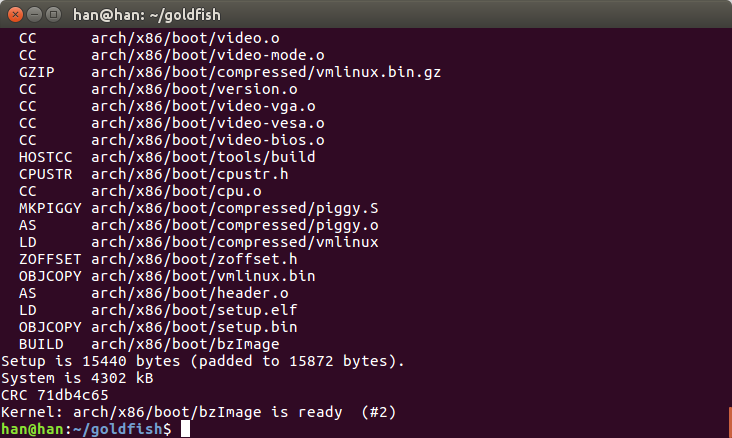 han@han: ~/goldfish
  CC      arch/x86/boot/video.o
  CC      arch/x86/boot/video-mode.o
  GZIP    arch/x86/boot/compressed/vmlinux.bin.gz
  CC      arch/x86/boot/version.o
  CC      arch/x86/boot/video-vga.o
  CC      arch/x86/boot/video-vesa.o
  CC      arch/x86/boot/video-bios.o
  HOSTCC  arch/x86/boot/tools/build
  CPUSTR  arch/x86/boot/cpustr.h
  CC      arch/x86/boot/cpu.o
  MKPIGGY arch/x86/boot/compressed/piggy.S
  AS      arch/x86/boot/compressed/piggy.o
  LD      arch/x86/boot/compressed/vmlinux
  ZOFFSET arch/x86/boot/zoffset.h
  OBJCOPY arch/x86/boot/vmlinux.bin
  AS      arch/x86/boot/header.o
  LD      arch/x86/boot/setup.elf
  OBJCOPY arch/x86/boot/setup.bin
  BUILD   arch/x86/boot/bzImage
Setup is 15440 bytes (padded to 15872 bytes).
System is 4302 kB
CRC 71db4c65
Kernel: arch/x86/boot/bzImage is ready  (#2)
han@han:~/goldfish$